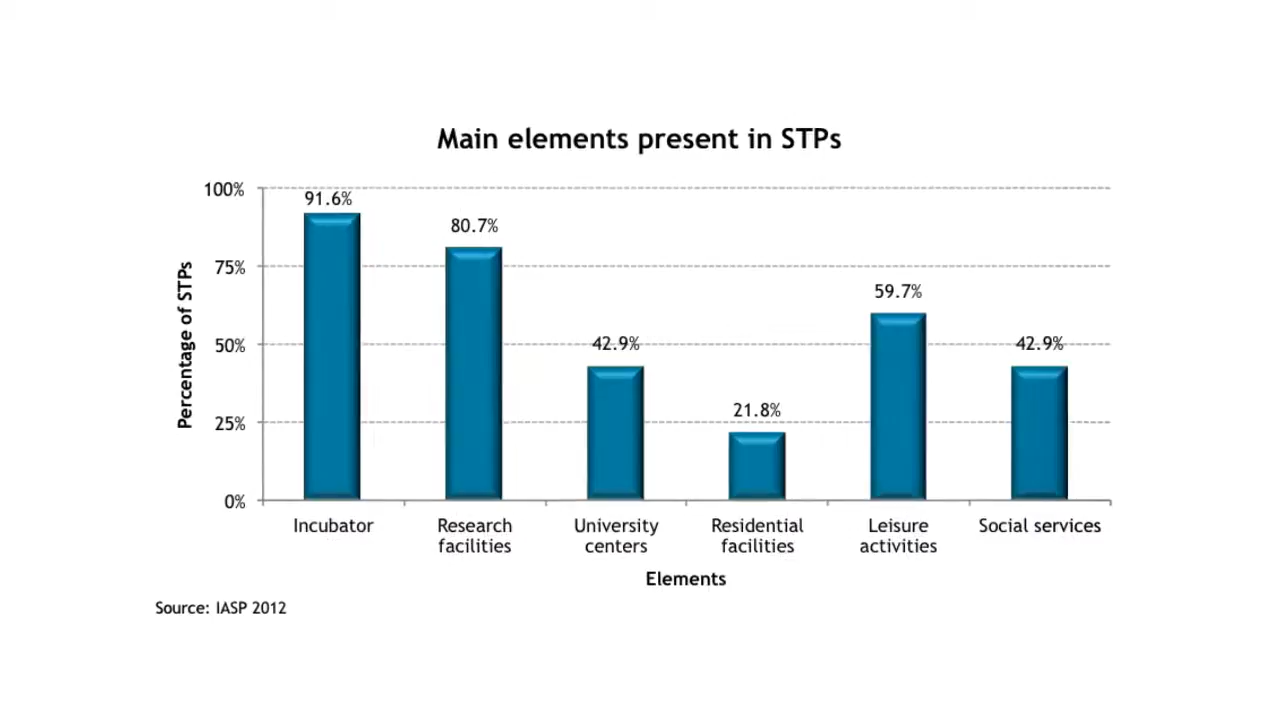 Main elements present in STPs
100%
75%
50%
25%
0%
Percentage of STPs
91.6%
80.7%
42.9%
21.8%
59.7%
42.9%
Incubator
Research
facilities
University
centers
Residential
facilities
Leisure
activities
Social services
Elements
Source: IASP 2012